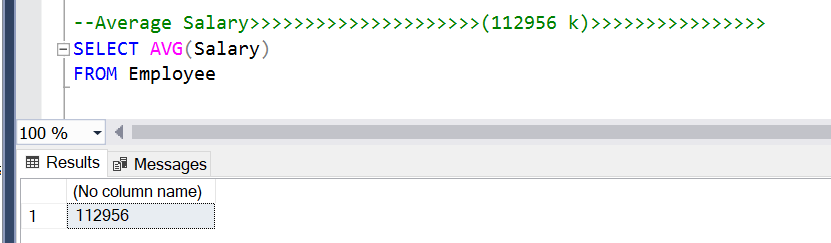 --Average Salary>>>>>>>>>>>>>>>>>>>>>(112956 k)>>>>>>>>>>>>>>>>
SELECT AVG(Salary)
FROM Employee
100 %
Results Messages
(No column name)
1 112956